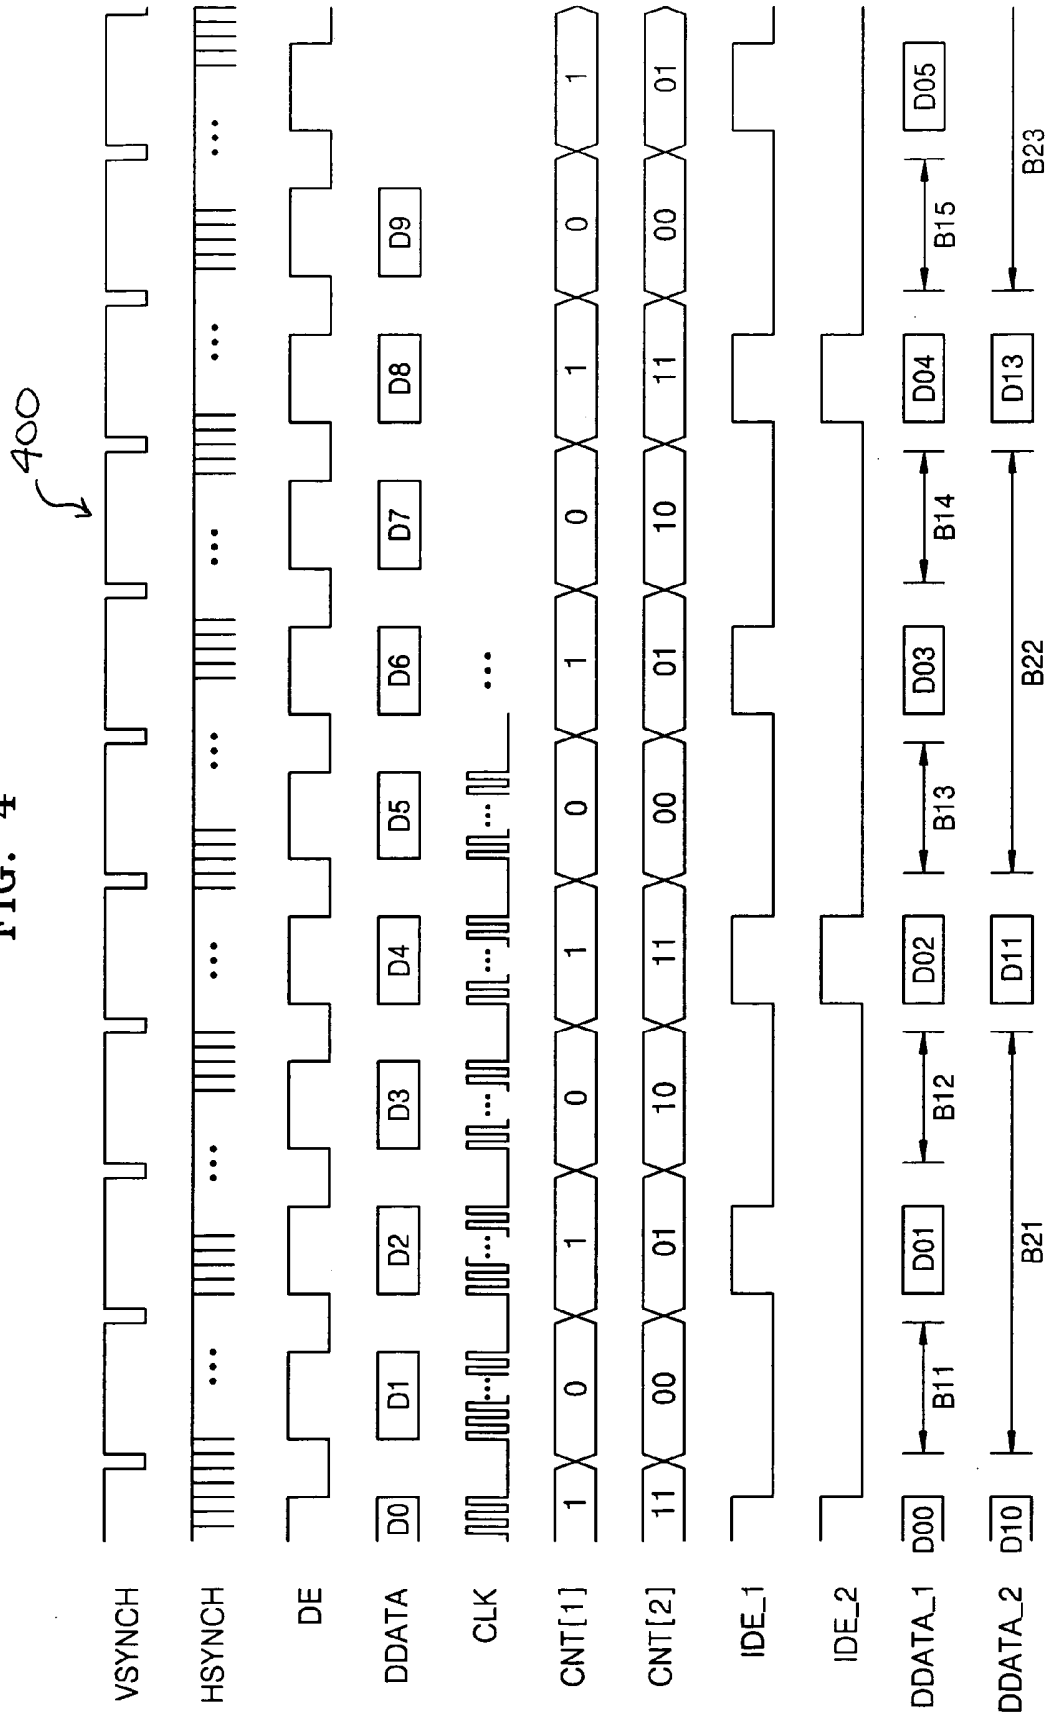 FIG. 4
400
VSYNCH
HSYNCH ... ... ... ... ... ... ...
DE
DDATA D0 D1 D2 D3 D4 D5 D6 D7 D8 D9
CLK ... ... ... ... ... ...
CNT[1] 1 0 1 0 1 0 1 0 1 0 1
CNT[2] 11 00 01 10 11 00 01 10 11 00 01
IDE_1
IDE_2
DDATA_1 D00 B11 D01 B12 D02 B13 D03 B14 D04 B15 D05
DDATA_2 D10 B21 D11 B22 D13 B23